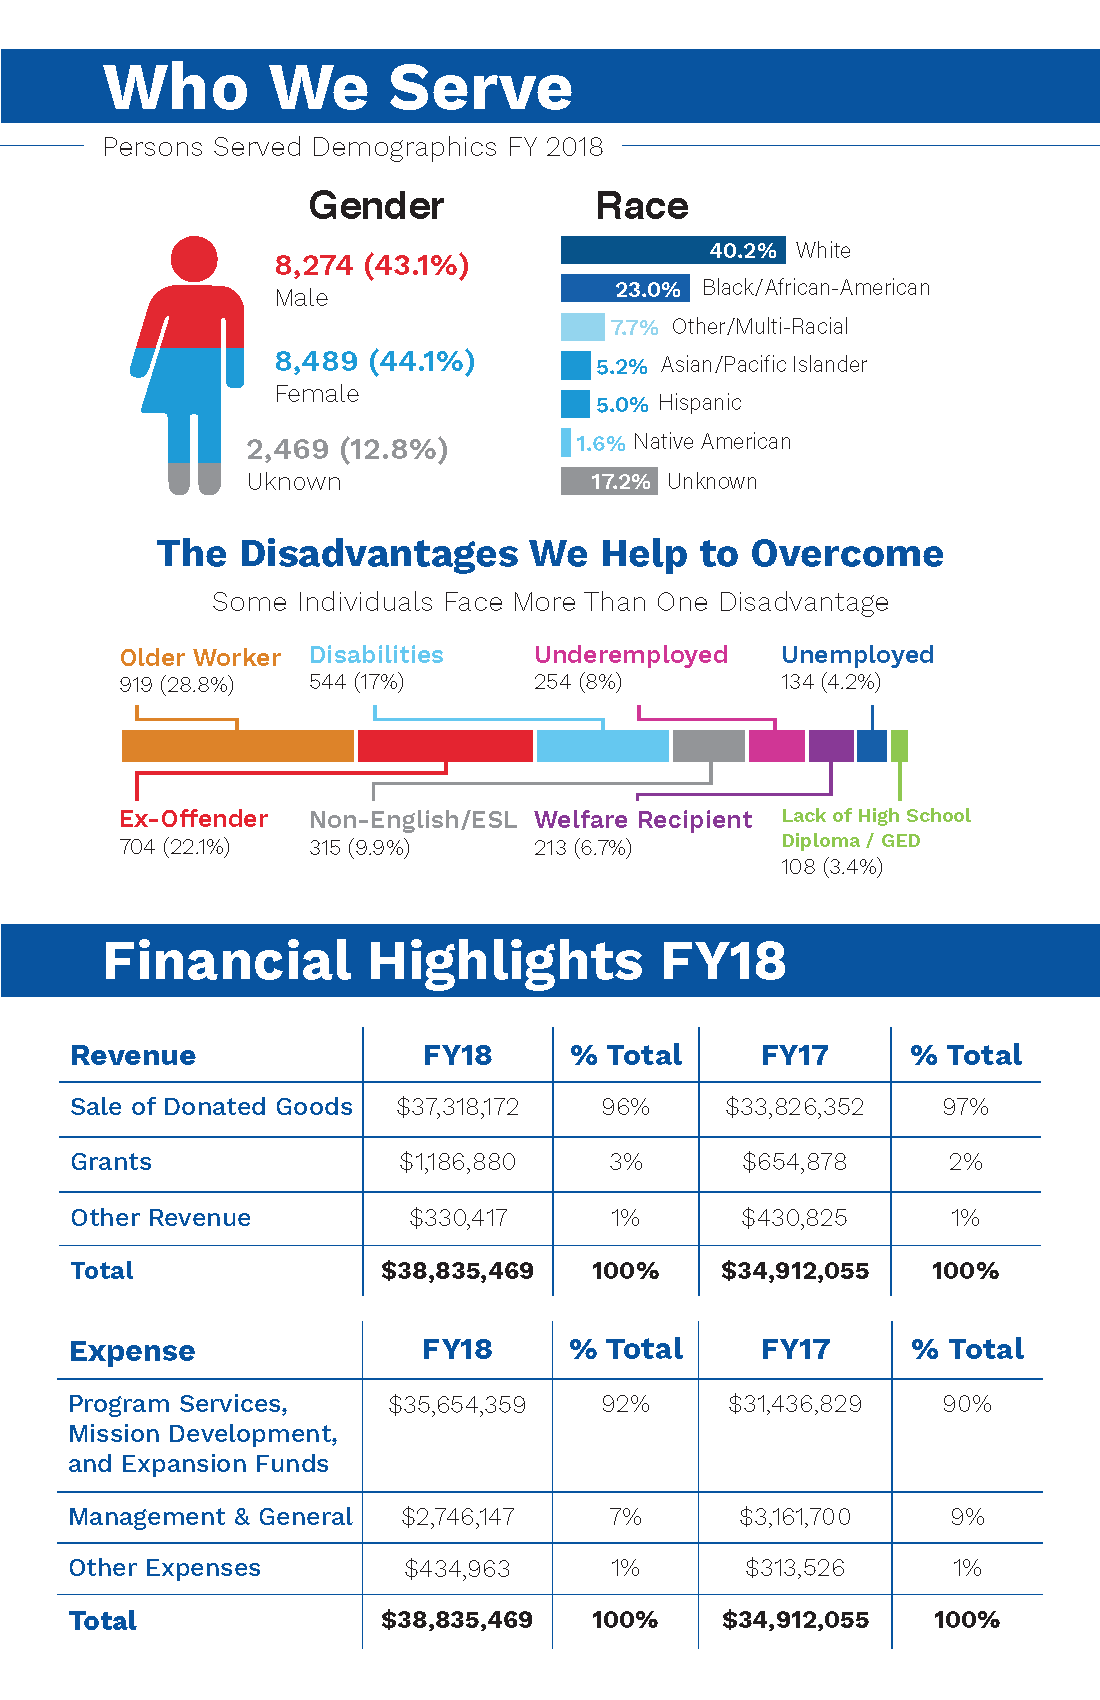 Who We Serve
Persons Served Demographics FY 2018
Gender
8,274 (43.1%)
Male
8,489 (44.1%)
Female
2,469 (12.8%)
Uknown
Race
40.2% White
23.0% Black/African-American
7.7% Other/Multi-Racial
5.2% Asian/Pacific Islander
5.0% Hispanic
1.6% Native American
17.2% Unknown
The Disadvantages We Help to Overcome
Some Individuals Face More Than One Disadvantage
Older Worker
919 (28.8%)
Disabilities
544 (17%)
Underemployed
254 (8%)
Unemployed
134 (4.2%)
Ex-Offender
704 (22.1%)
Non-English/ESL
315 (9.9%)
Welfare Recipient
213 (6.7%)
Lack of High School
Diploma / GED
108 (3.4%)
Financial Highlights FY18
Revenue FY18 % Total FY17 % Total
Sale of Donated Goods $37,318,172 96% $33,826,352 97%
Grants $1,186,880 3% $654,878 2%
Other Revenue $330,417 1% $430,825 1%
Total $38,835,469 100% $34,912,055 100%
Expense FY18 % Total FY17 % Total
Program Services, $35,654,359 92% $31,436,829 90%
Mission Development,
and Expansion Funds
Management & General $2,746,147 7% $3,161,700 9%
Other Expenses $434,963 1% $313,526 1%
Total $38,835,469 100% $34,912,055 100%